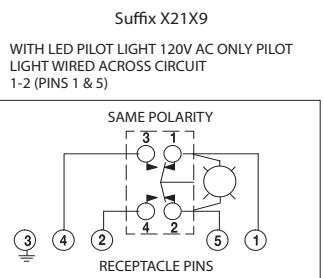 Suffix X21X9
WITH LED PILOT LIGHT 120V AC ONLY PILOT
LIGHT WIRED ACROSS CIRCUIT
1-2 (PINS 1 & 5)
SAME POLARITY
3 1
4 2
3 4 2 5 1
RECEPTACLE PINS